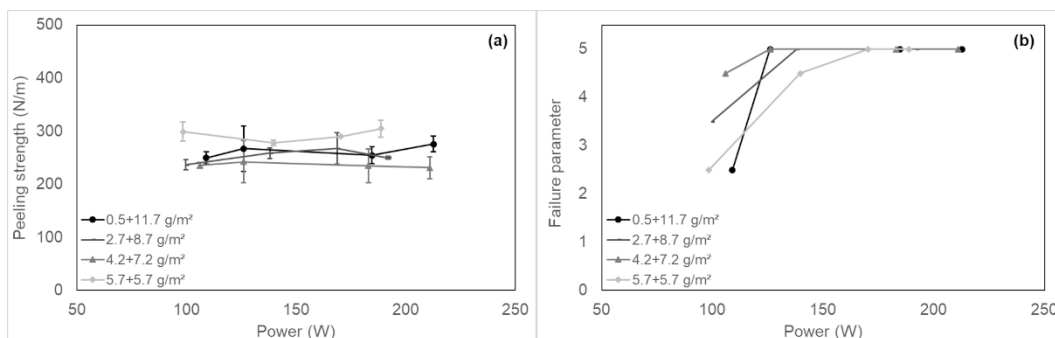 500
400
300
200
100
0
Peeling strength (N/m)
(a)
0.5+11.7 g/m²
2.7+8.7 g/m²
4.2+7.2 g/m²
5.7+5.7 g/m²
50 100 150 200 250
Power (W)
5
4
3
2
1
0
Failure parameter
(b)
0.5+11.7 g/m²
2.7+8.7 g/m²
4.2+7.2 g/m²
5.7+5.7 g/m²
50 100 150 200 250
Power (W)